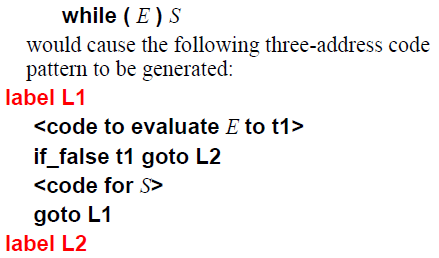 while ( E ) S
would cause the following three-address code
pattern to be generated:
label L1
<code to evaluate E to t1>
if_false t1 goto L2
<code for S>
goto L1
label L2